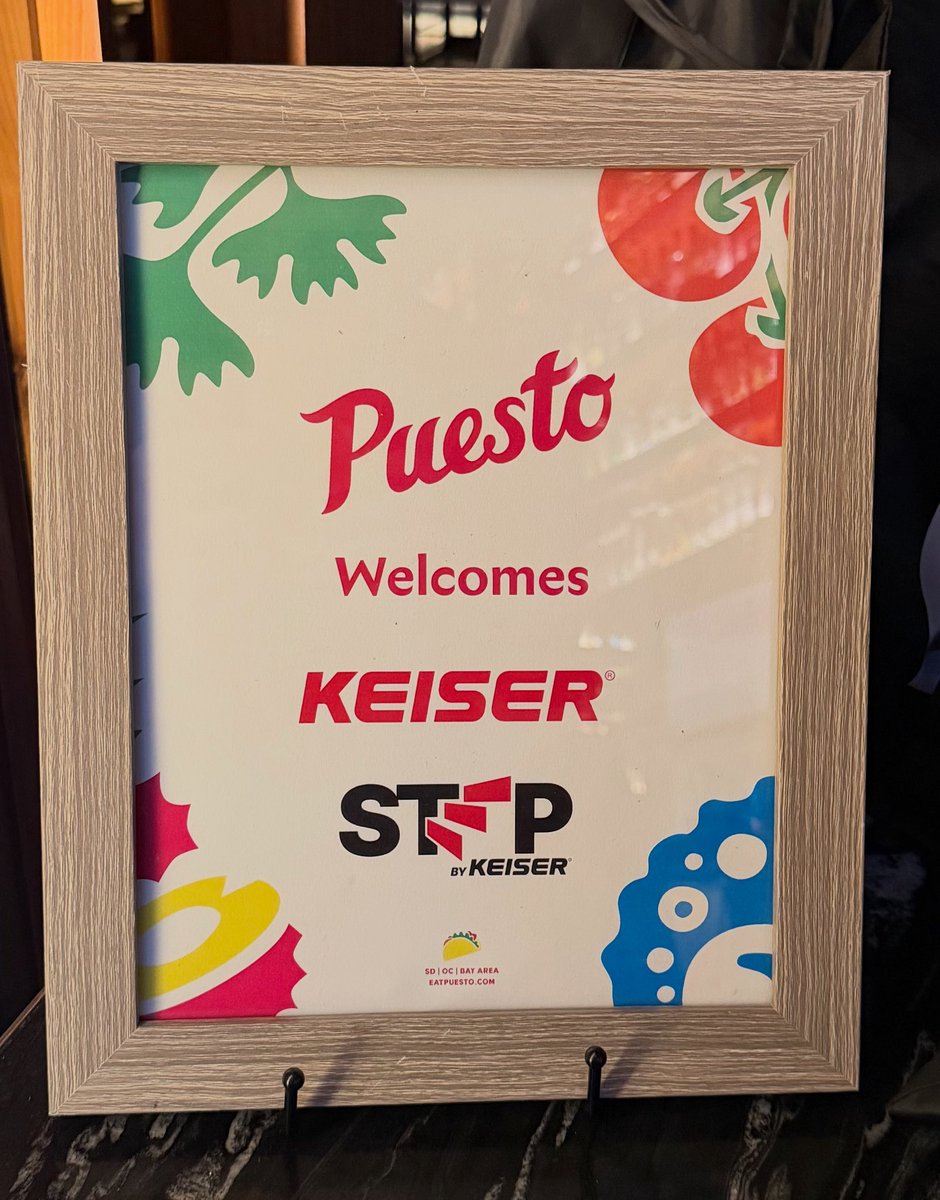 Puesto
Welcomes
KEISER®
STEP
BY KEISER®
SD | OC | BAY AREA
EATPUESTO.COM